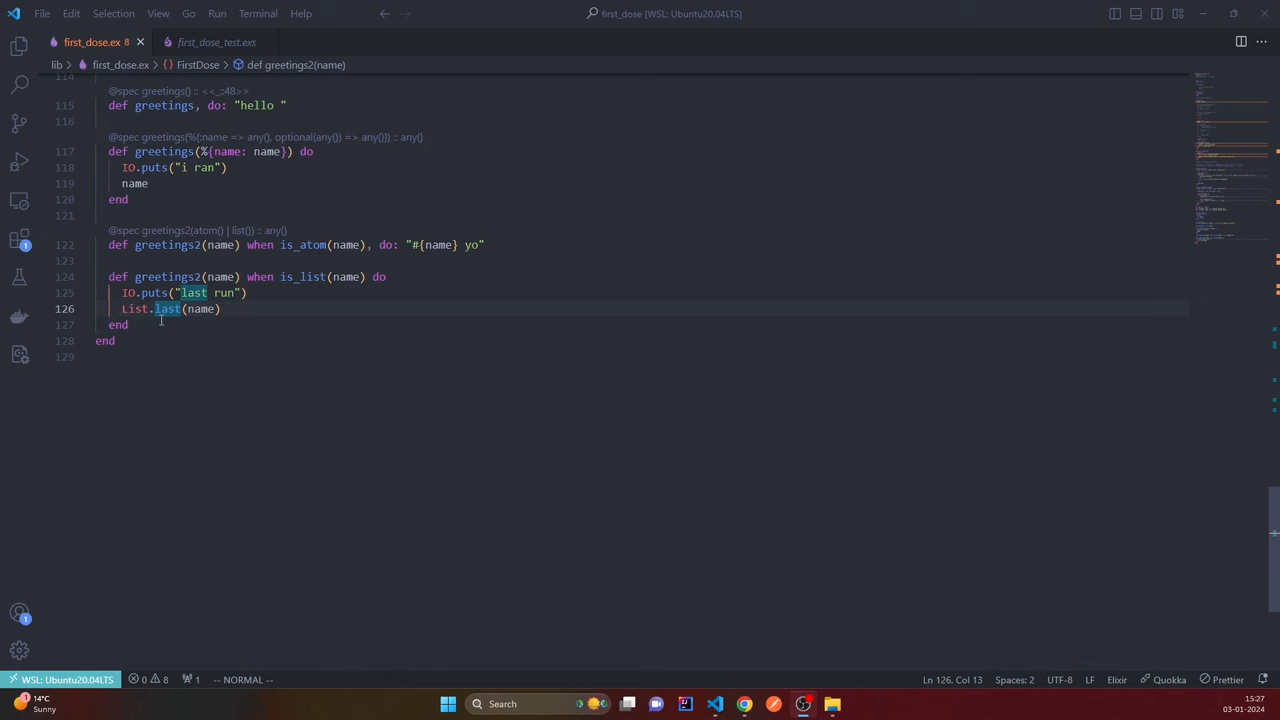 File Edit Selection View Go Run Terminal Help
first_dose [WSL: Ubuntu20.04LTS]
first_dose.ex 8
first_dose_test.exs
lib > first_dose.ex > {} FirstDose > def greetings2(name)
114
@spec greetings() :: <<_::48>>
115 def greetings, do: "hello "
116
@spec greetings(%{:name => any(), optional(any()) => any()}) :: any()
117 def greetings(%{name: name}) do
118 IO.puts("i ran")
119 name
120 end
121
@spec greetings2(atom() | list()) :: any()
122 def greetings2(name) when is_atom(name), do: "#{name} yo"
123
124 def greetings2(name) when is_list(name) do
125 IO.puts("last run")
126 List.last(name)
127 end
128 end
129
1
1
WSL: Ubuntu20.04LTS 0 8 1 -- NORMAL -- Ln 126, Col 13 Spaces: 2 UTF-8 LF Elixir Quokka Prettier
1
14°C
Sunny
Search
15:27
03-01-2024